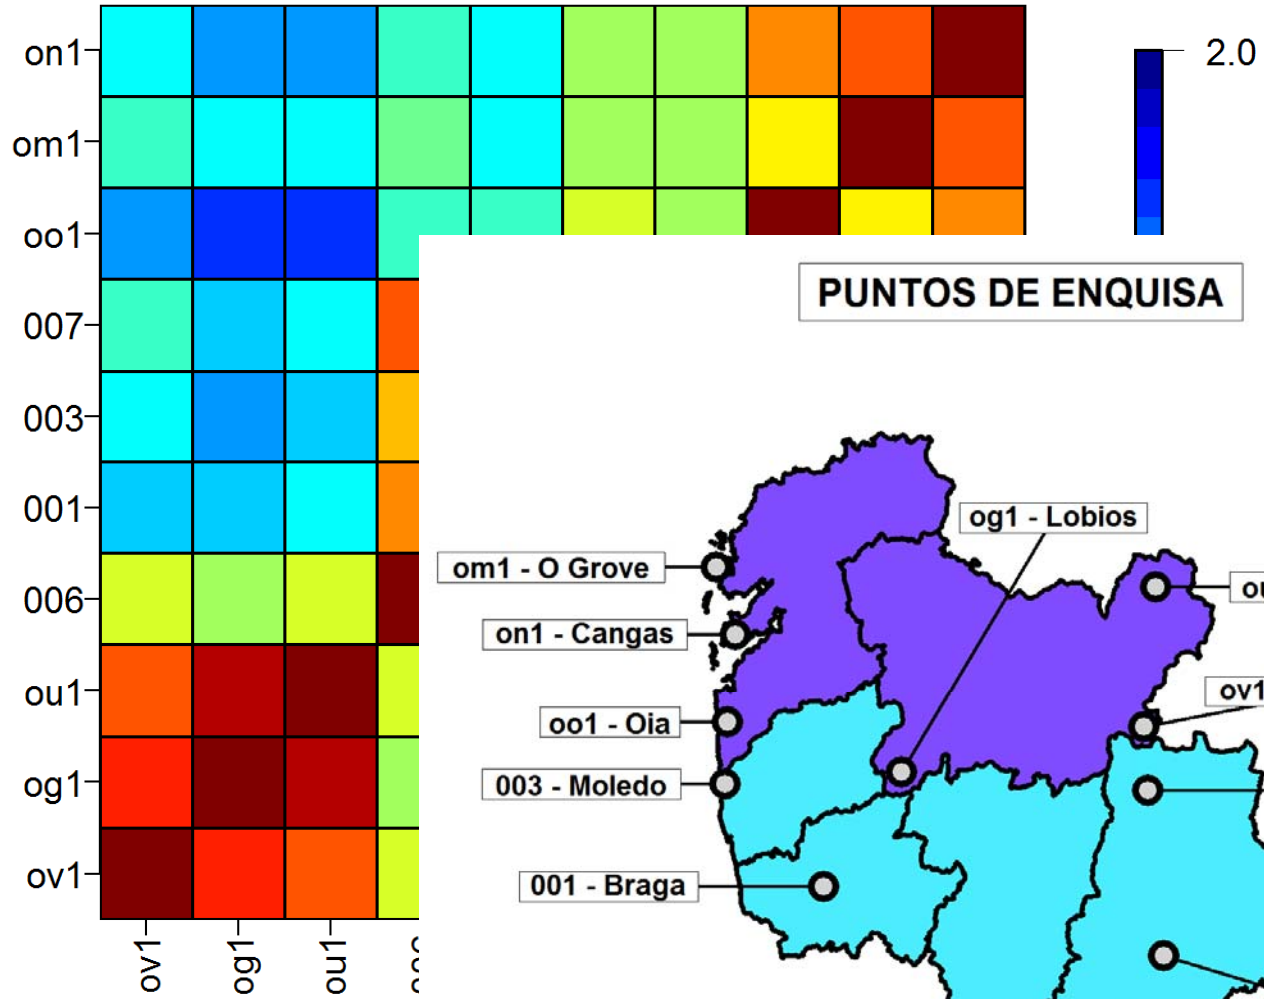 on1
2.0
om1
oo1
007
003
001
006
ou1
og1
ov1
ov1
og1
ou1
PUNTOS DE ENQUISA
og1 - Lobios
om1 - O Grove
on1 - Cangas
ov1
oo1 - Oia
003 - Moledo
001 - Braga